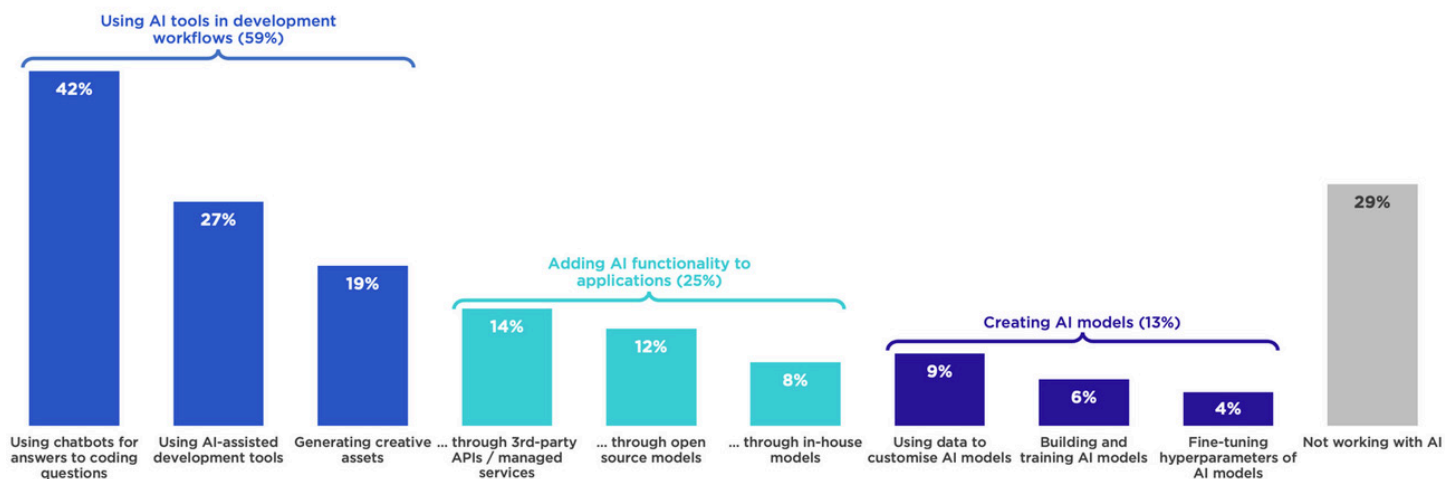 Using AI tools in development
workflows (59%)
42%
27%
19%
Adding AI functionality to
applications (25%)
14%
12%
8%
Creating AI models (13%)
9%
6%
4%
29%
Using chatbots for
answers to coding
questions
Using AI-assisted
development tools
Generating creative
assets
... through 3rd-party
APIs / managed
services
... through open
source models
... through in-house
models
Using data to
customise AI models
Building and
training AI models
Fine-tuning
hyperparameters of
AI models
Not working with AI